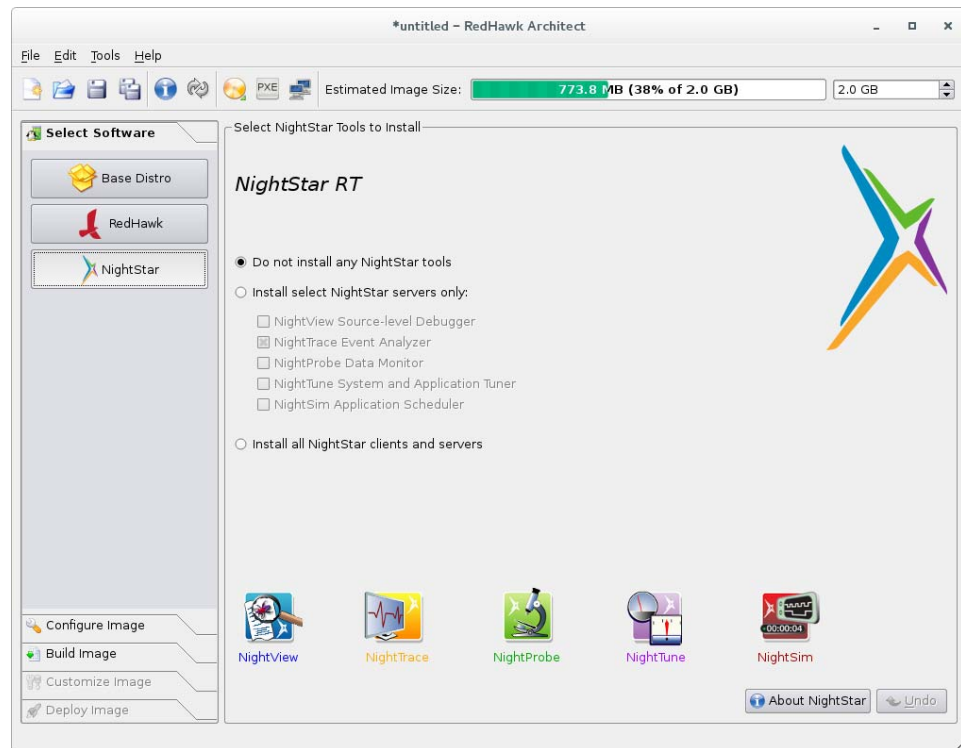 *untitled – RedHawk Architect
File Edit Tools Help
PXE
Estimated Image Size:
773.8 MB (38% of 2.0 GB)
2.0 GB
Select Software
Base Distro
RedHawk
NightStar
Configure Image
Build Image
Customize Image
Deploy Image
Select NightStar Tools to Install
NightStar RT
Do not install any NightStar tools
Install select NightStar servers only:
NightView Source-level Debugger
NightTrace Event Analyzer
NightProbe Data Monitor
NightTune System and Application Tuner
NightSim Application Scheduler
Install all NightStar clients and servers
00:00:04
NightView
NightTrace
NightProbe
NightTune
NightSim
About NightStar
Undo